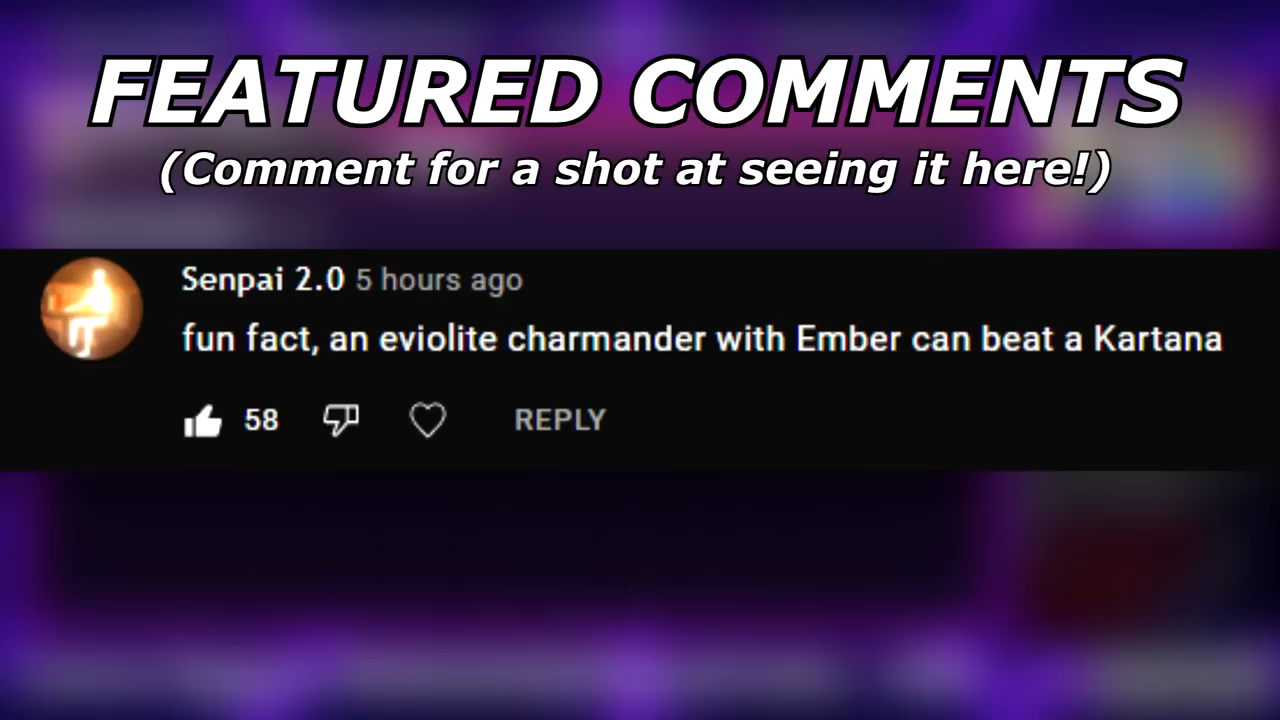 FEATURED COMMENTS
(Comment for a shot at seeing it here!)
Senpai 2.0 5 hours ago
fun fact, an eviolite charmander with Ember can beat a Kartana
58 REPLY